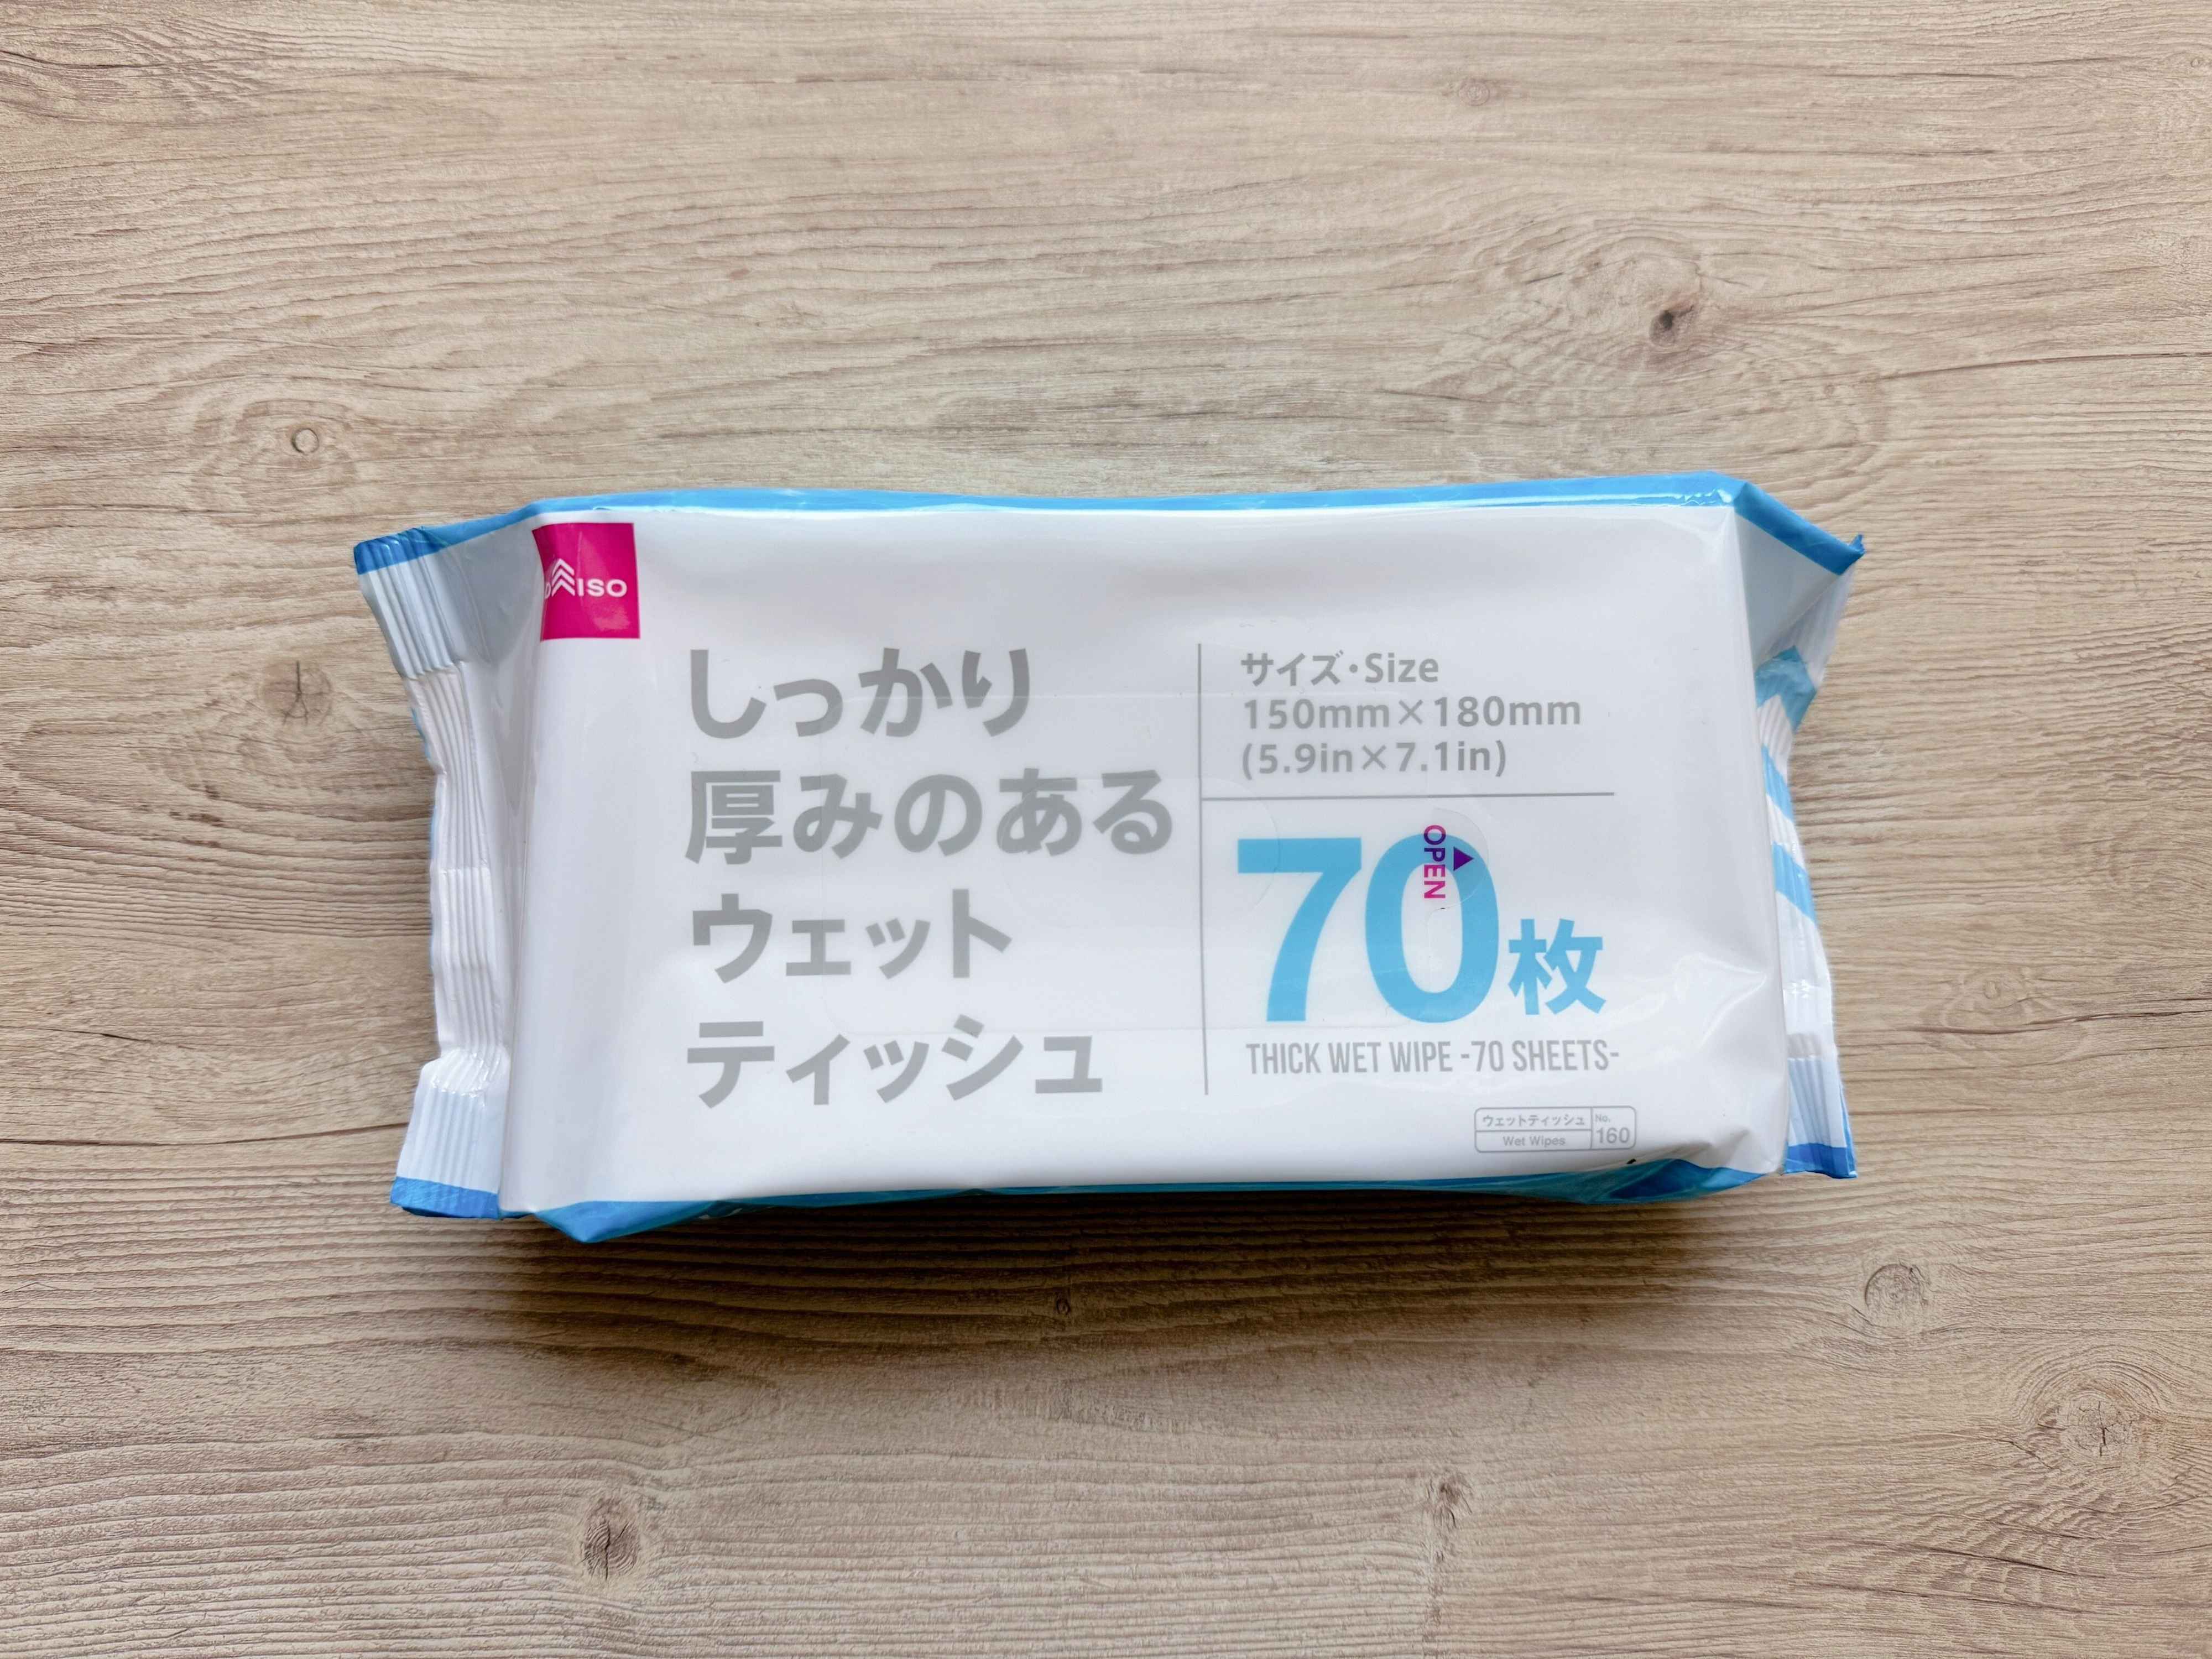 DAISO
しっかり
厚みのある
ウェット
ティッシュ
サイズ・Size
150mm×180mm
(5.9in×7.1in)
OPEN
70枚
THICK WET WIPE -70 SHEETS-
ウェットティッシュ No.
Wet Wipes 160